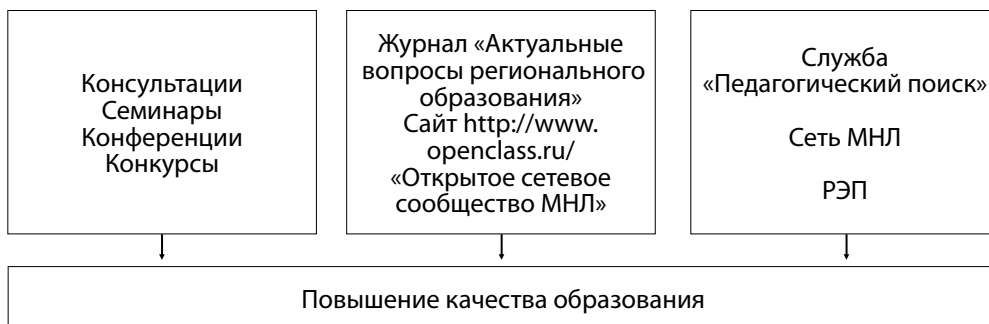 Консультации
Семинары
Конференции
Конкурсы
Журнал «Актуальные
вопросы регионального
образования»
Сайт http://www.
openclass.ru/
«Открытое сетевое
сообщество МНЛ»
Служба
«Педагогический поиск»
Сеть МНЛ
РЭП
Повышение качества образования